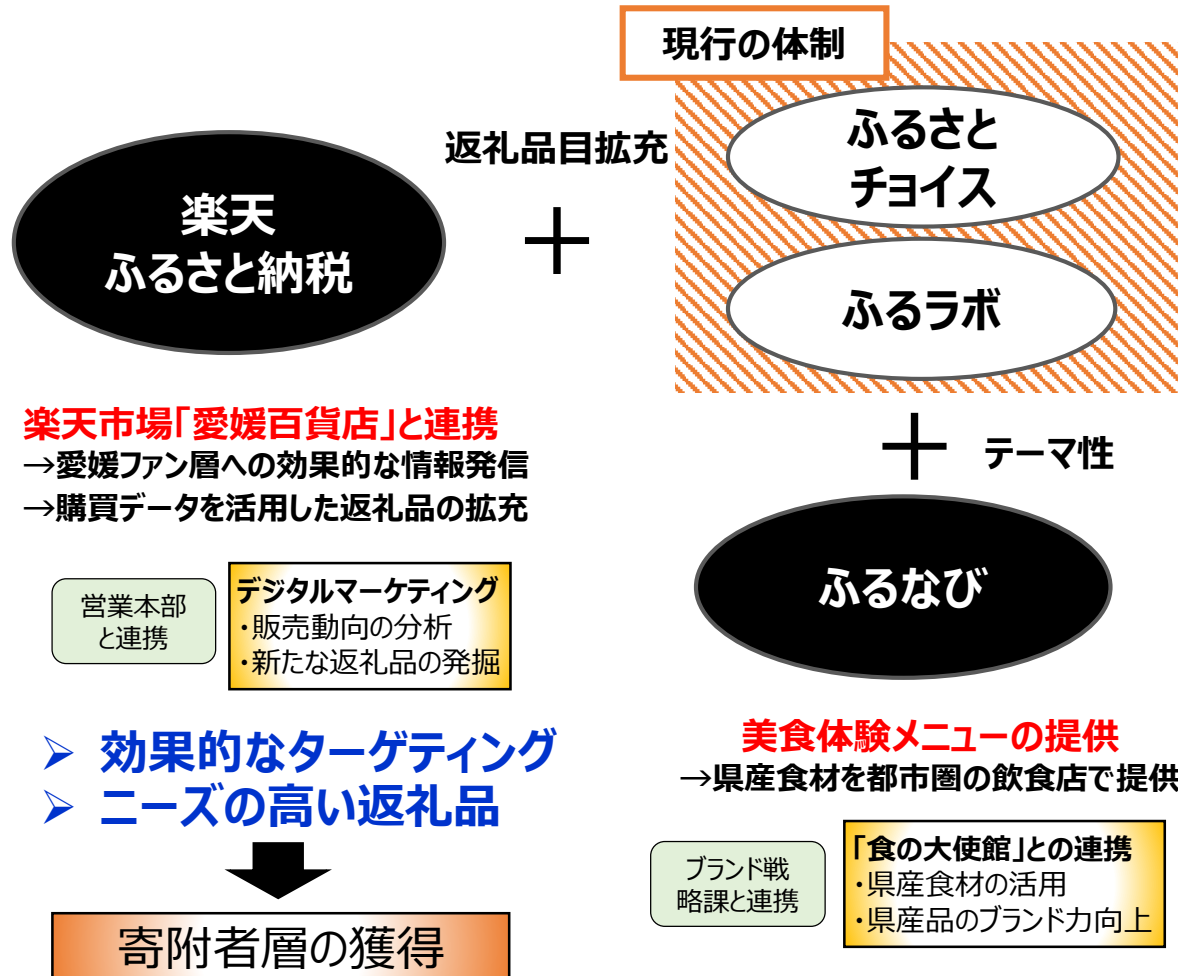 現行の体制
ふるさと
チョイス
ふるラボ
返礼品目拡充
＋
楽天
ふるさと納税
楽天市場「愛媛百貨店」と連携
→愛媛ファン層への効果的な情報発信
→購買データを活用した返礼品の拡充
営業本部
と連携
デジタルマーケティング
・販売動向の分析
・新たな返礼品の発掘
➢ 効果的なターゲティング
➢ ニーズの高い返礼品
寄附者層の獲得
＋ テーマ性
ふるなび
美食体験メニューの提供
→県産食材を都市圏の飲食店で提供
ブランド戦
略課と連携
「食の大使館」との連携
・県産食材の活用
・県産品のブランド力向上